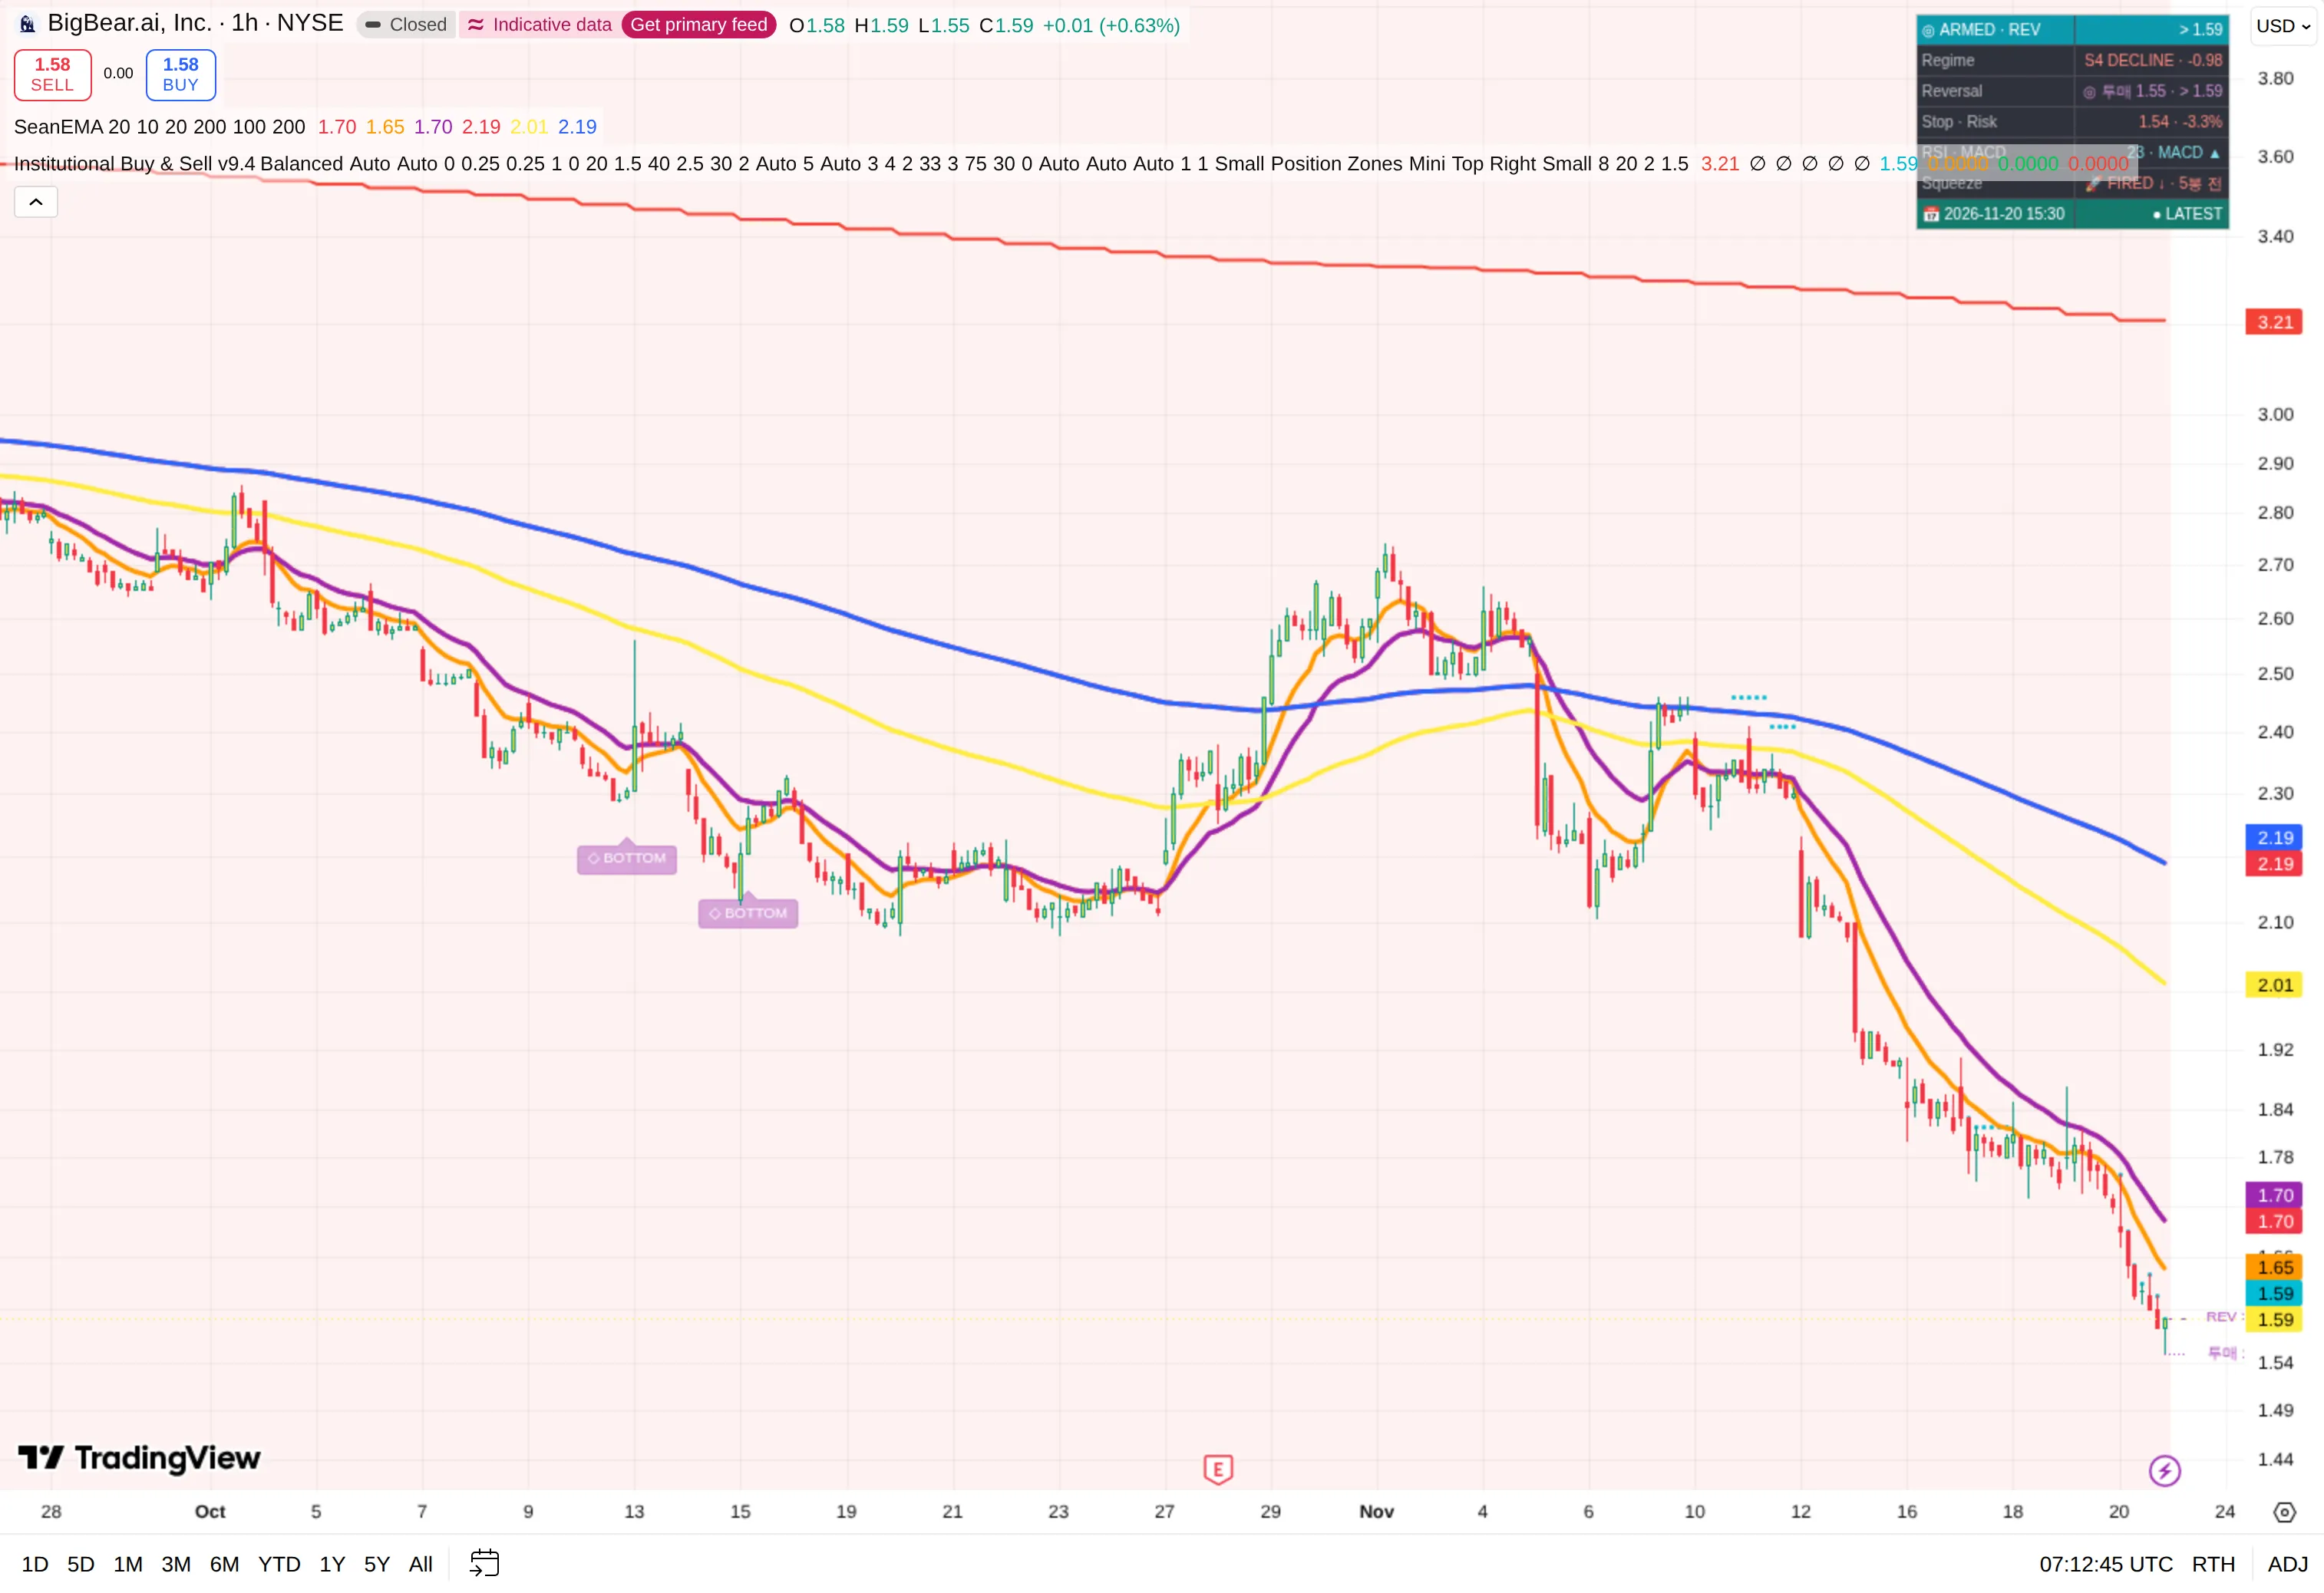 BigBear.ai, Inc. · 1h · NYSE Closed Indicative data Get primary feed O1.58 H1.59 L1.55 C1.59 +0.01 (+0.63%)
1.58 SELL 0.00 1.58 BUY
SeanEMA 20 10 20 200 100 200 1.70 1.65 1.70 2.19 2.01 2.19
Institutional Buy & Sell v9.4 Balanced Auto Auto 0 0.25 0.25 1 0 20 1.5 40 2.5 30 2 Auto 5 Auto 3 4 2 33 3 75 30 0 Auto Auto Auto 1 1 Small Position Zones Mini Top Right Small 8 20 2 1.5 3.21 ∅ ∅ ∅ ∅ ∅ 1.59 0.0000 0.0000 0.0000
◎ ARMED · REV > 1.59
Regime S4 DECLINE · -0.98
Reversal ◎ 투매 1.55 · > 1.59
Stop · Risk 1.54 · -3.3%
RSI · MACD 23 · MACD ▲
Squeeze 🚀 FIRED ↓ · 5봉 전
📅 2026-11-20 15:30 ● LATEST
USD
3.80
3.60
3.40
3.21
3.00
2.90
2.80
2.70
2.60
2.50
2.40
2.30
2.19
2.19
2.10
2.01
1.92
1.84
1.78
1.70
1.70
1.65
1.59
1.59
1.54
1.49
1.44
◇ BOTTOM
◇ BOTTOM
REV
투매
TradingView
E
28 Oct 5 7 9 13 15 19 21 23 27 29 Nov 4 6 10 12 16 18 20 24
1D 5D 1M 3M 6M YTD 1Y 5Y All 07:12:45 UTC RTH ADJ